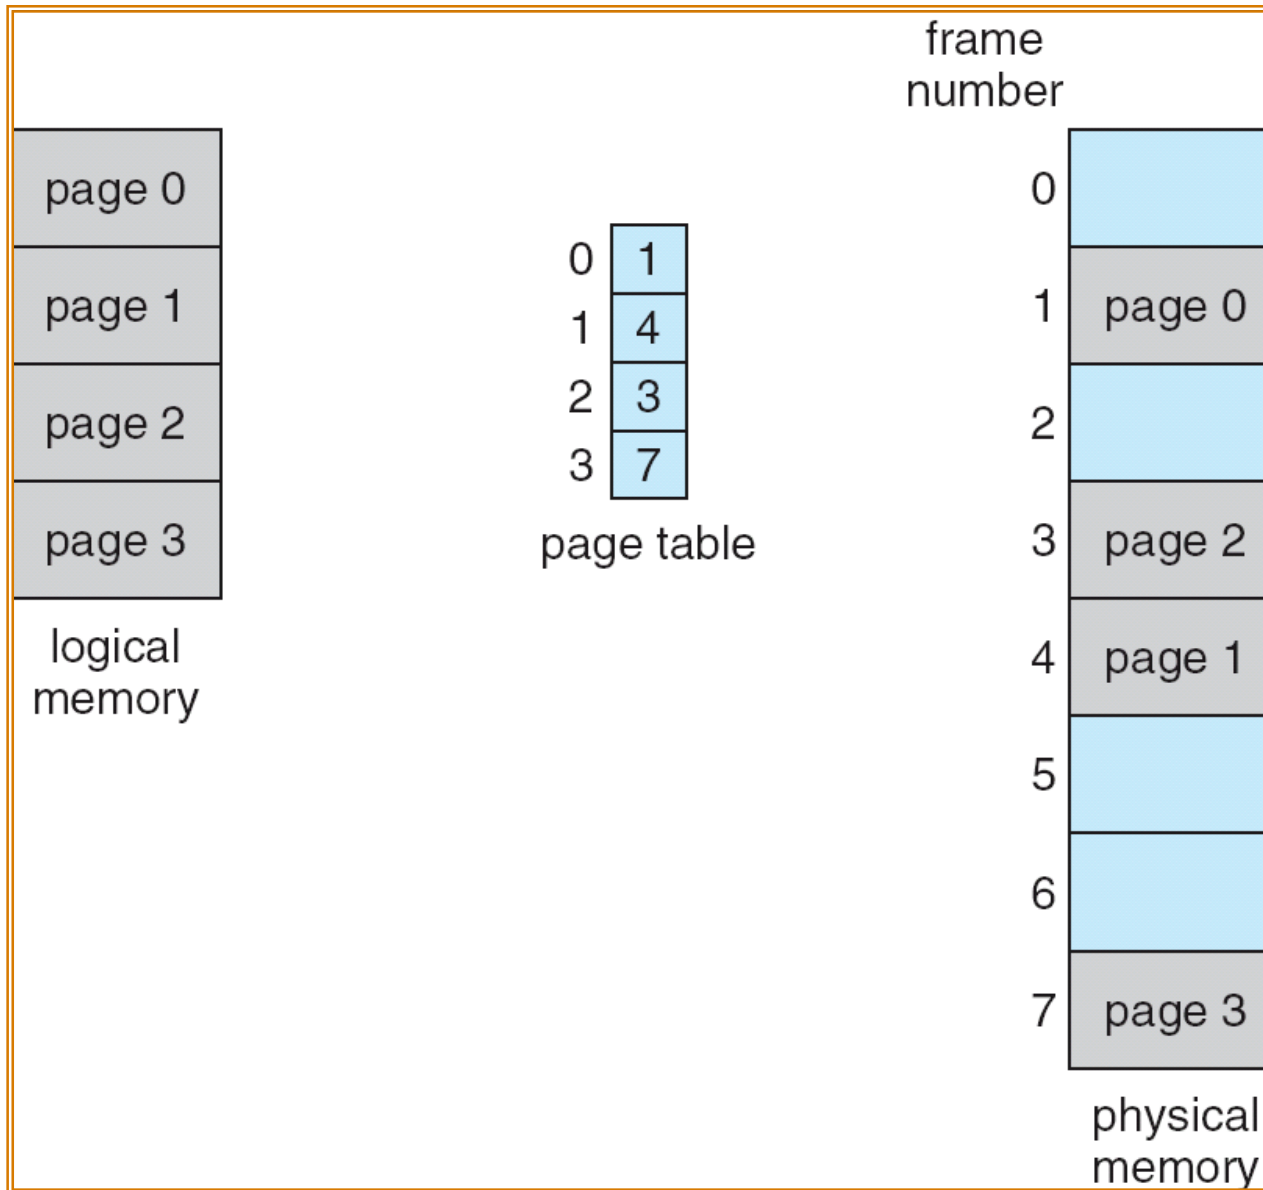 page 0
page 1
page 2
page 3
logical
memory
0 1
1 4
2 3
3 7
page table
frame
number
0
1 page 0
2
3 page 2
4 page 1
5
6
7 page 3
physical
memory